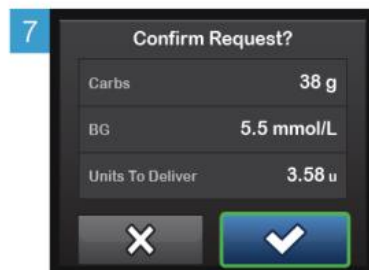 7
Confirm Request?
Carbs 38 g
BG 5.5 mmol/L
Units To Deliver 3.58 u